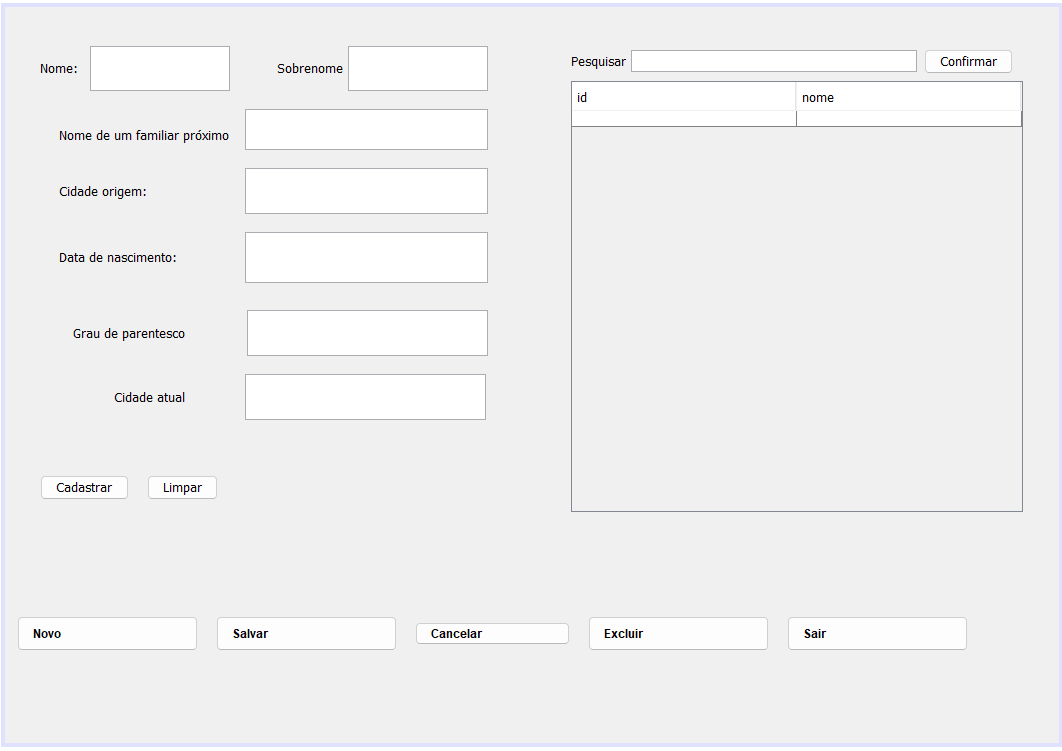 Nome:
Sobrenome
Nome de um familiar próximo
Cidade origem:
Data de nascimento:
Grau de parentesco
Cidade atual
Cadastrar
Limpar
Pesquisar
Confirmar
id
nome
Novo
Salvar
Cancelar
Excluir
Sair